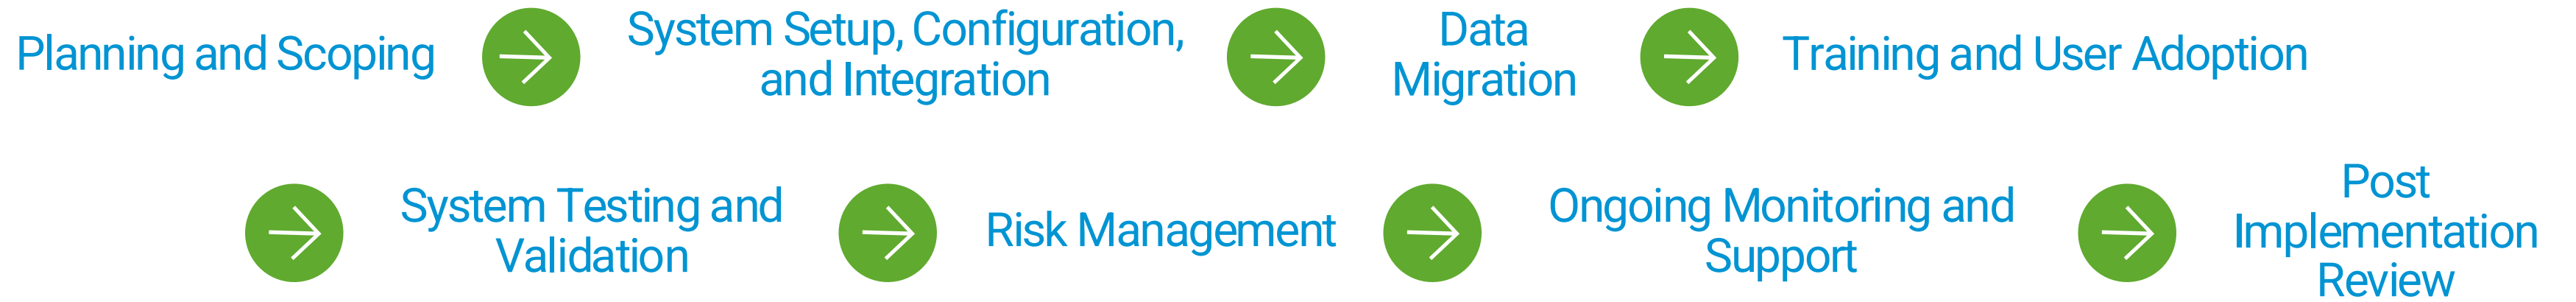 Planning and Scoping
System Setup, Configuration,
and Integration
Data
Migration
Training and User Adoption
System Testing and
Validation
Risk Management
Ongoing Monitoring and
Support
Post
Implementation
Review